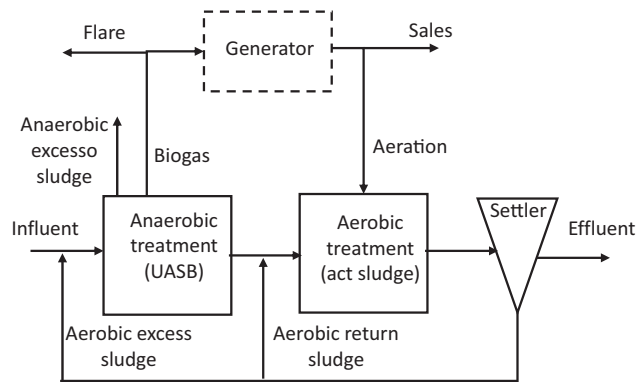 Flare
Generator
Sales
Anaerobic
excesso
sludge
Biogas
Aeration
Influent
Anaerobic
treatment
(UASB)
Aerobic
treatment
(act sludge)
Settler
Effluent
Aerobic excess
sludge
Aerobic return
sludge